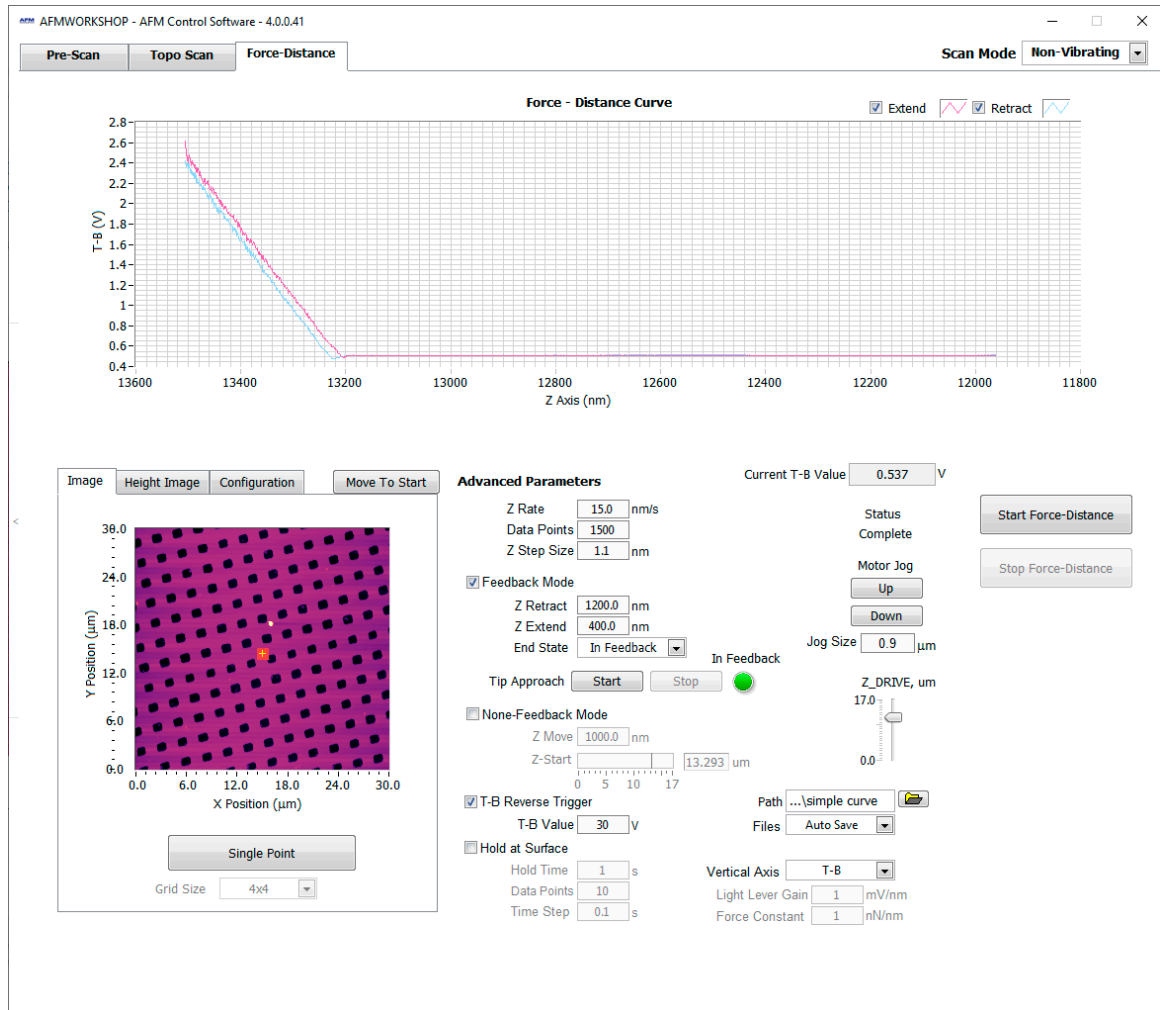 AFM AFMWORKSHOP - AFM Control Software - 4.0.0.41
Pre-Scan Topo Scan Force-Distance Scan Mode Non-Vibrating
Force - Distance Curve
Extend Retract
2.8
2.6
2.4
2.2
2
1.8
1.6
1.4
1.2
1
0.8
0.6
0.4
T-B (V)
13600 13400 13200 13000 12800 12600 12400 12200 12000 11800
Z Axis (nm)
Image Height Image Configuration Move To Start
30.0
24.0
18.0
12.0
6.0
0.0
Y Position (µm)
0.0 6.0 12.0 18.0 24.0 30.0
X Position (µm)
Single Point
Grid Size 4x4
Advanced Parameters
Z Rate 15.0 nm/s
Data Points 1500
Z Step Size 1.1 nm
Feedback Mode
Z Retract 1200.0 nm
Z Extend 400.0 nm
End State In Feedback
In Feedback
Tip Approach Start Stop
None-Feedback Mode
Z Move 1000.0 nm
Z-Start 13.293 um
0 5 10 17
T-B Reverse Trigger
T-B Value 30 V
Hold at Surface
Hold Time 1 s
Data Points 10
Time Step 0.1 s
Current T-B Value 0.537 V
Status
Complete
Motor Jog
Up
Down
Jog Size 0.9 µm
Z_DRIVE, um
17.0
0.0
Path ...\simple curve
Files Auto Save
Vertical Axis T-B
Light Lever Gain 1 mV/nm
Force Constant 1 nN/nm
Start Force-Distance
Stop Force-Distance